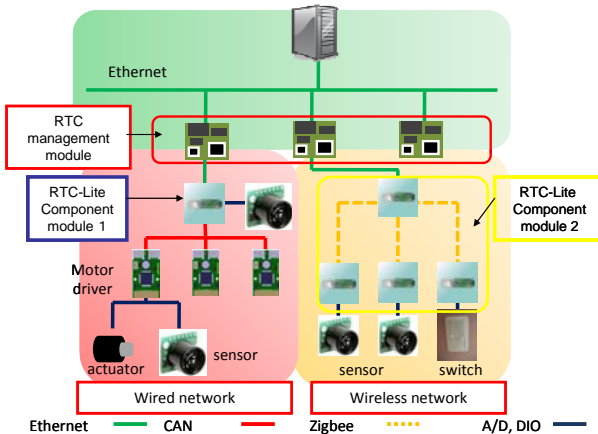 Ethernet
RTC
management
module
RTC-Lite
Component
module 1
RTC-Lite
Component
module 2
Motor
driver
actuator
sensor
sensor
switch
Wired network
Wireless network
Ethernet CAN Zigbee A/D, DIO